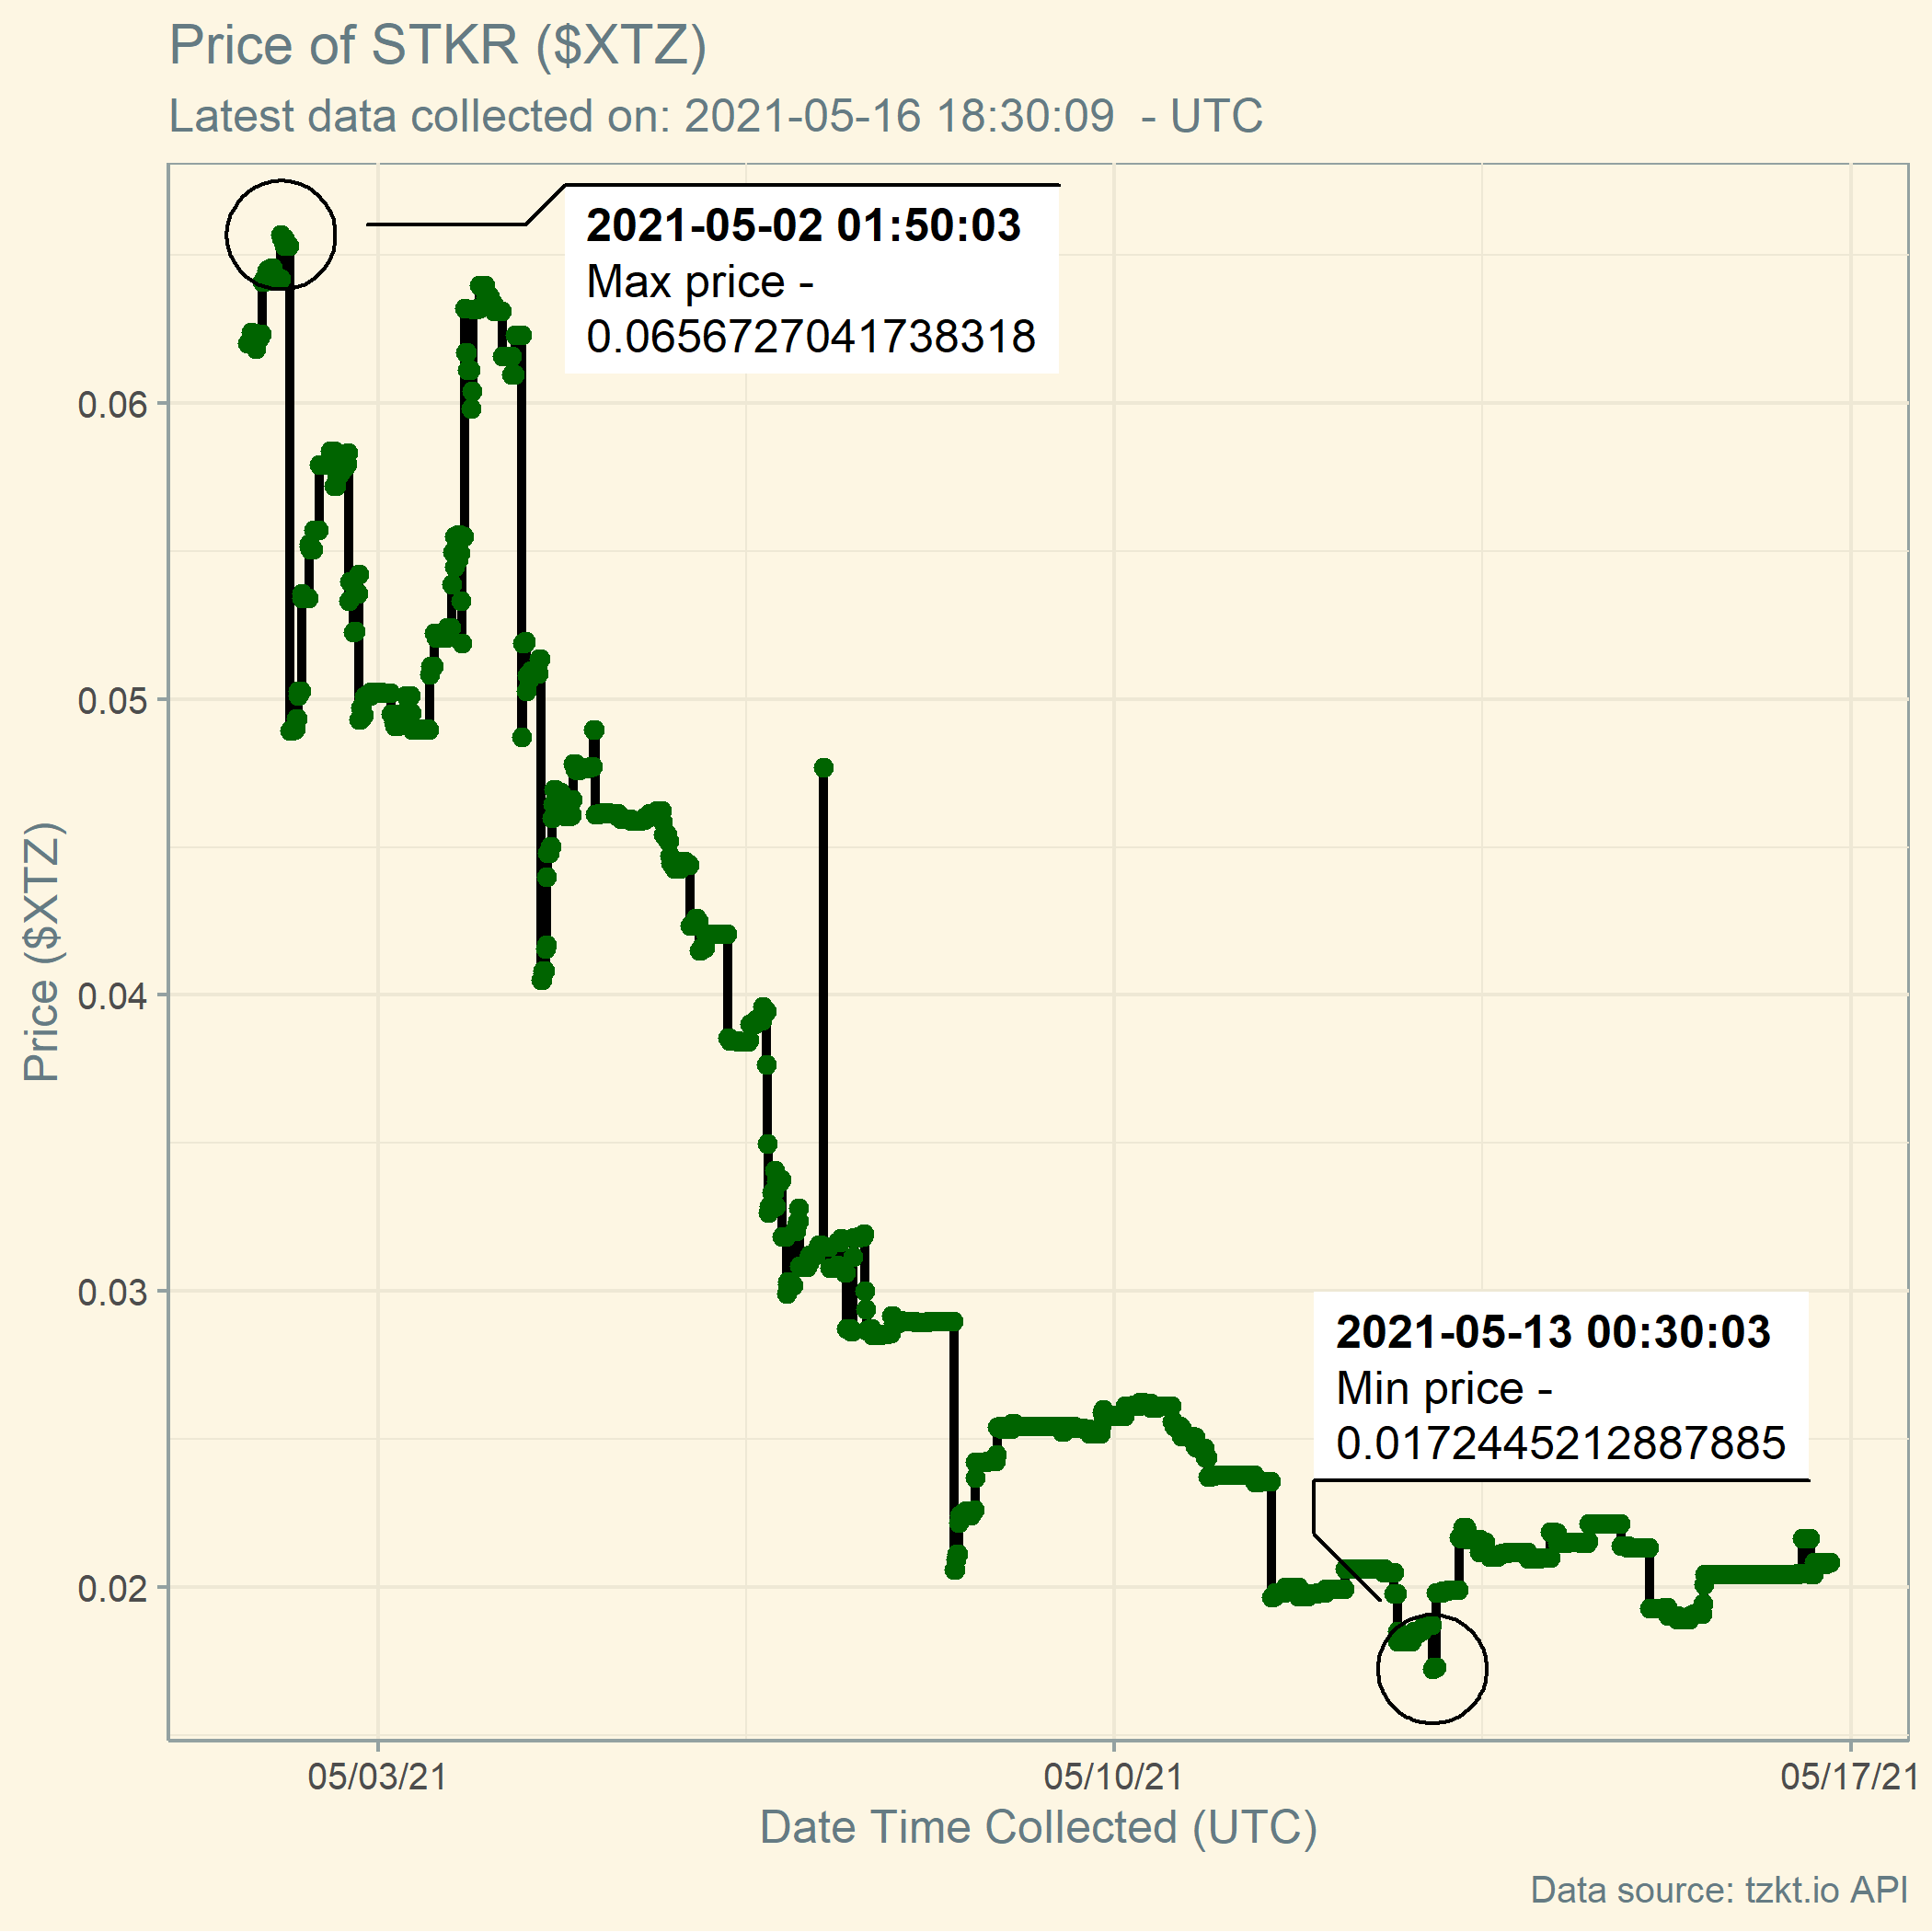 Price of STKR ($XTZ)
Latest data collected on: 2021-05-16 18:30:09  - UTC
2021-05-02 01:50:03
Max price -
0.0656727041738318
0.06
0.05
0.04
0.03
0.02
Price ($XTZ)
2021-05-13 00:30:03
Min price -
0.0172445212887885
05/03/21
05/10/21
05/17/21
Date Time Collected (UTC)
Data source: tzkt.io API